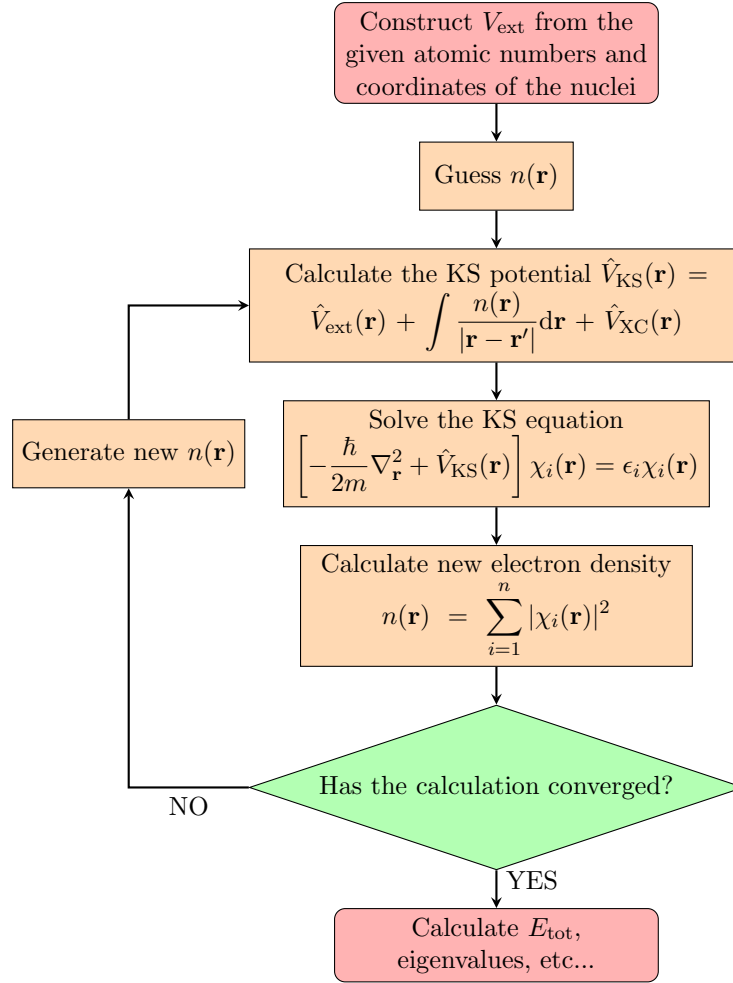 Construct $V_{\text{ext}}$ from the
given atomic numbers and
coordinates of the nuclei
Guess $n(\mathbf{r})$
Calculate the KS potential $\hat{V}_{\text{KS}}(\mathbf{r}) =$
$\hat{V}_{\text{ext}}(\mathbf{r}) + \int \frac{n(\mathbf{r})}{|\mathbf{r} - \mathbf{r}'|} \mathrm{d}\mathbf{r} + \hat{V}_{\text{XC}}(\mathbf{r})$
Solve the KS equation
$\left[ -\frac{\hbar}{2m} \nabla_{\mathbf{r}}^2 + \hat{V}_{\text{KS}}(\mathbf{r}) \right] \chi_i(\mathbf{r}) = \epsilon_i \chi_i(\mathbf{r})$
Generate new $n(\mathbf{r})$
Calculate new electron density
$n(\mathbf{r}) = \sum_{i=1}^{n} |\chi_i(\mathbf{r})|^2$
Has the calculation converged?
NO
YES
Calculate $E_{\text{tot}}$,
eigenvalues, etc...